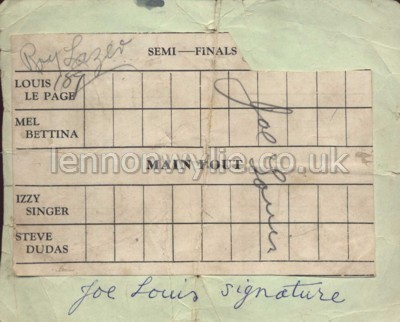 Roy Lazer
SEMI—FINALS
189
LOUIS
LE PAGE
MEL
BETTINA
Joe Louis
MAIN BOUT
lennonwylie.co.uk
IZZY
SINGER
STEVE
DUDAS
Joe Louis signature